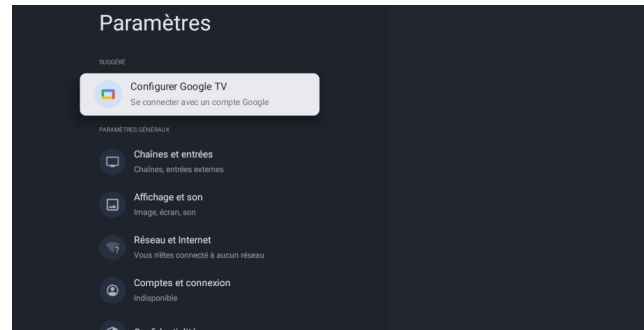 Paramètres
SUGGÉRÉ
Configurer Google TV
Se connecter avec un compte Google
PARAMÈTRES GÉNÉRAUX
Chaînes et entrées
Chaînes, entrées externes
Affichage et son
Image, écran, son
Réseau et Internet
Vous n'êtes connecté à aucun réseau
Comptes et connexion
Indisponible
Confidentialité